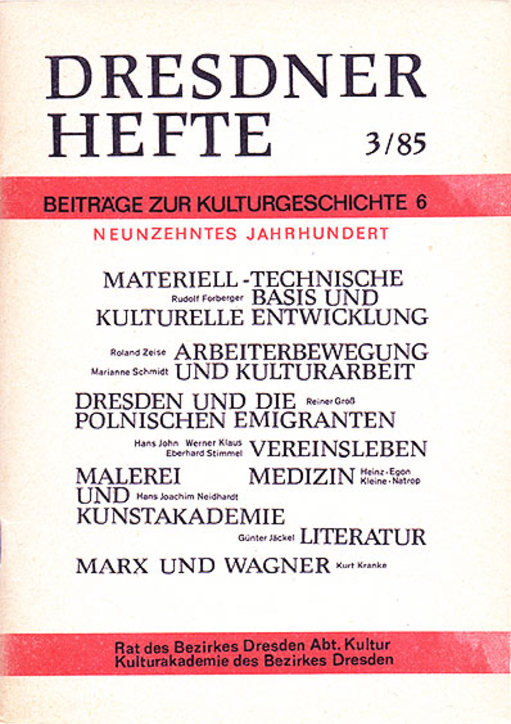 DRESDNER
HEFTE 3/85
BEITRÄGE ZUR KULTURGESCHICHTE 6
NEUNZEHNTES JAHRHUNDERT
MATERIELL-TECHNISCHE
Rudolf Forberger BASIS UND
KULTURELLE ENTWICKLUNG
Roland Zeise ARBEITERBEWEGUNG
Marianne Schmidt UND KULTURARBEIT
DRESDEN UND DIE Reiner Groß
POLNISCHEN EMIGRANTEN
Hans John Werner Klaus
Eberhard Stimmel VEREINSLEBEN
MALEREI
UND Hans Joachim Neidhardt
KUNSTAKADEMIE
MEDIZIN Heinz-Egon
Kleine-Natrop
Günter Jäckel LITERATUR
MARX UND WAGNER Kurt Kranke
Rat des Bezirkes Dresden Abt. Kultur
Kulturakademie des Bezirkes Dresden